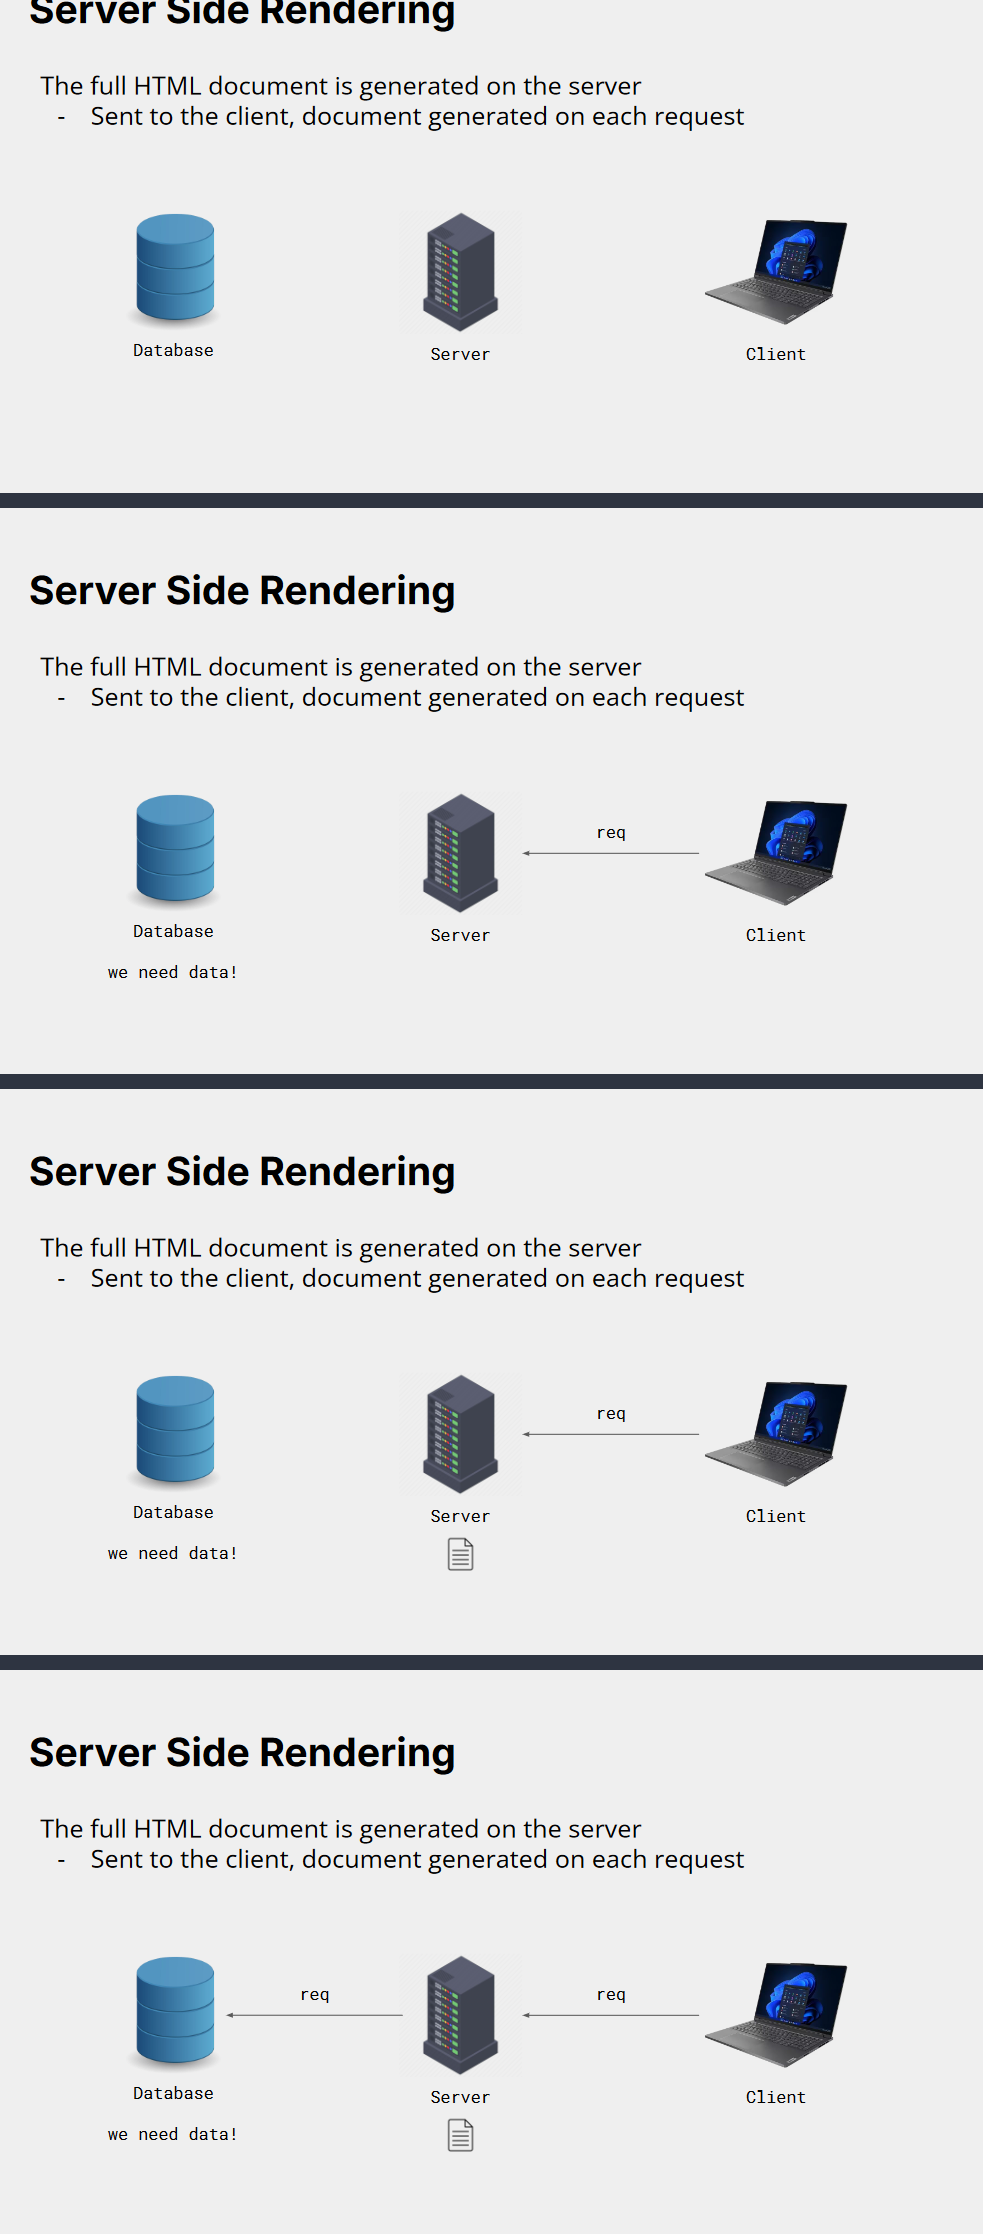 Server Side Rendering
The full HTML document is generated on the server
- Sent to the client, document generated on each request
Database
Server
Client
Server Side Rendering
The full HTML document is generated on the server
- Sent to the client, document generated on each request
req
Database
Server
Client
we need data!
Server Side Rendering
The full HTML document is generated on the server
- Sent to the client, document generated on each request
req
Database
Server
Client
we need data!
Server Side Rendering
The full HTML document is generated on the server
- Sent to the client, document generated on each request
req
req
Database
Server
Client
we need data!